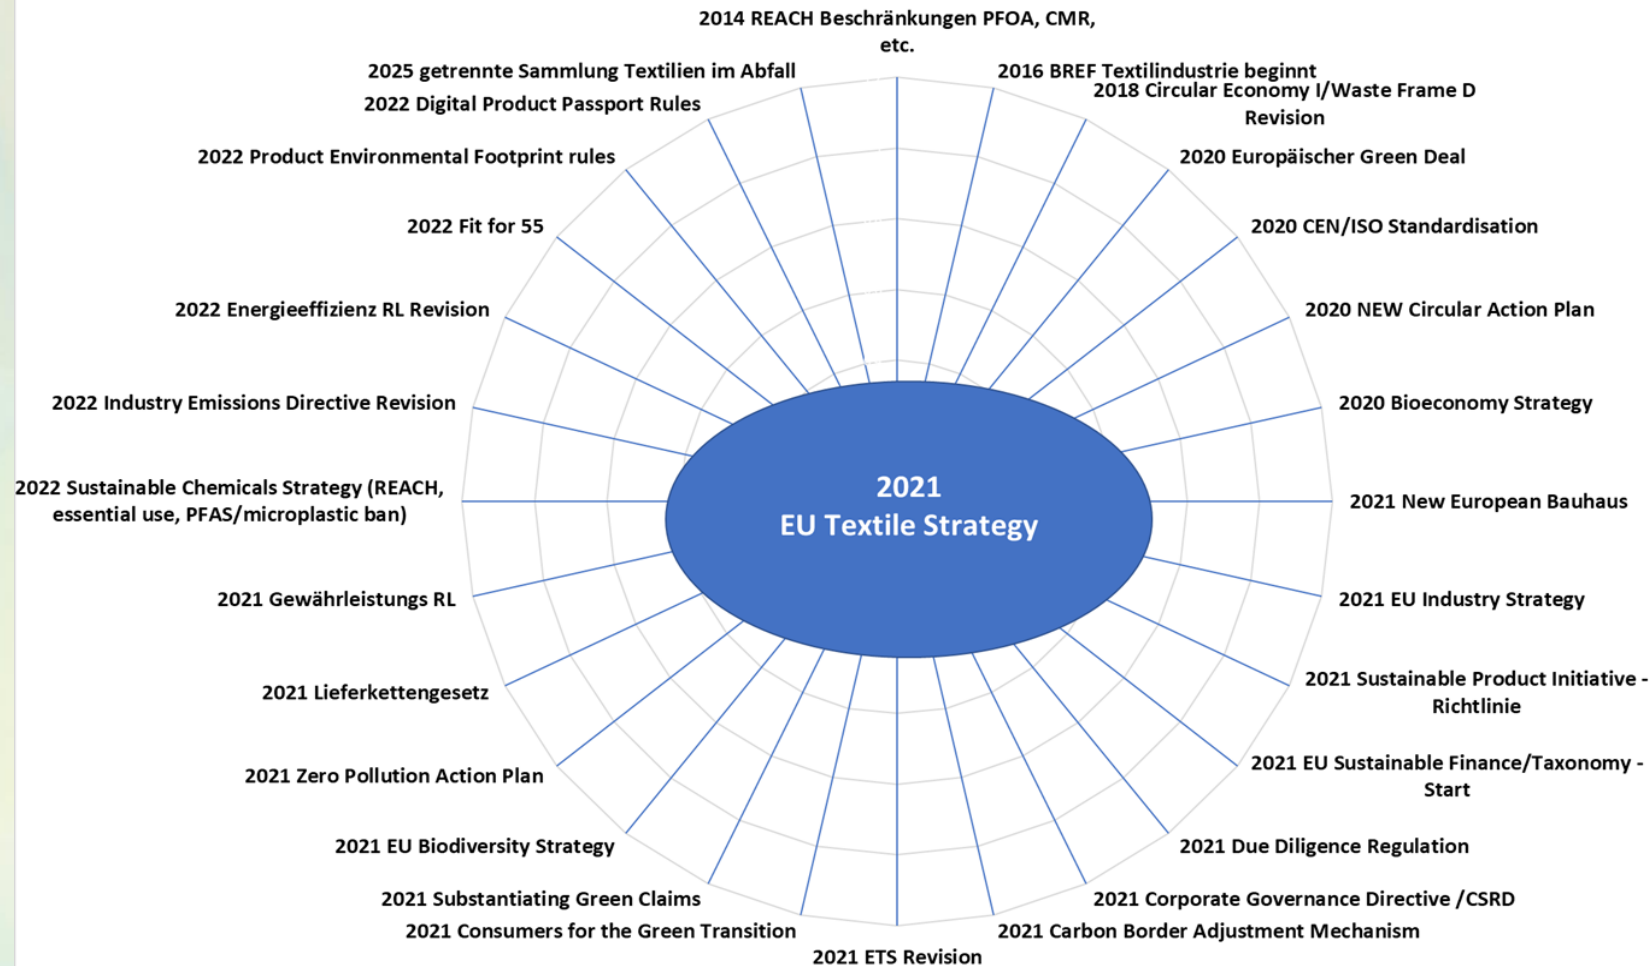 2014 REACH Beschränkungen PFOA, CMR,
etc.
2016 BREF Textilindustrie beginnt
2018 Circular Economy I/Waste Frame D
Revision
2020 Europäischer Green Deal
2020 CEN/ISO Standardisation
2020 NEW Circular Action Plan
2020 Bioeconomy Strategy
2021 New European Bauhaus
2021 EU Industry Strategy
2021 Sustainable Product Initiative -
Richtlinie
2021 EU Sustainable Finance/Taxonomy -
Start
2021 Due Diligence Regulation
2021 Corporate Governance Directive /CSRD
2021 Carbon Border Adjustment Mechanism
2021 ETS Revision
2021 Consumers for the Green Transition
2021 Substantiating Green Claims
2021 EU Biodiversity Strategy
2021 Zero Pollution Action Plan
2021 Lieferkettengesetz
2021 Gewährleistungs RL
2022 Sustainable Chemicals Strategy (REACH,
essential use, PFAS/microplastic ban)
2022 Industry Emissions Directive Revision
2022 Energieeffizienz RL Revision
2022 Fit for 55
2022 Product Environmental Footprint rules
2022 Digital Product Passport Rules
2025 getrennte Sammlung Textilien im Abfall
2021
EU Textile Strategy